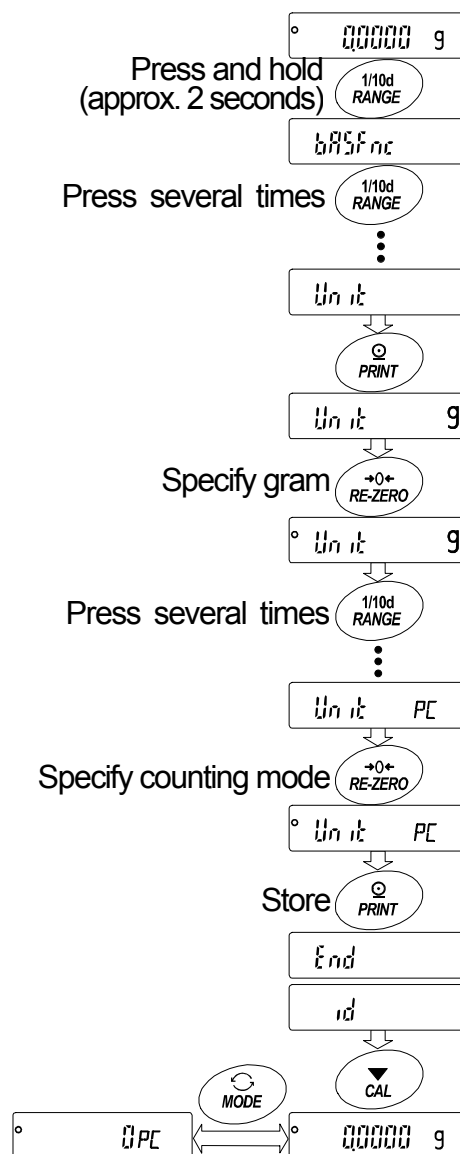 0.0000 g
Press and hold
(approx. 2 seconds)
1/10d
RANGE
bASFnc
Press several times
1/10d
RANGE
Unit
PRINT
Unit g
Specify gram
→0←
RE-ZERO
Unit g
Press several times
1/10d
RANGE
Unit PC
Specify counting mode
→0←
RE-ZERO
Unit PC
Store
PRINT
End
id
CAL
MODE
0 PC
0.0000 g